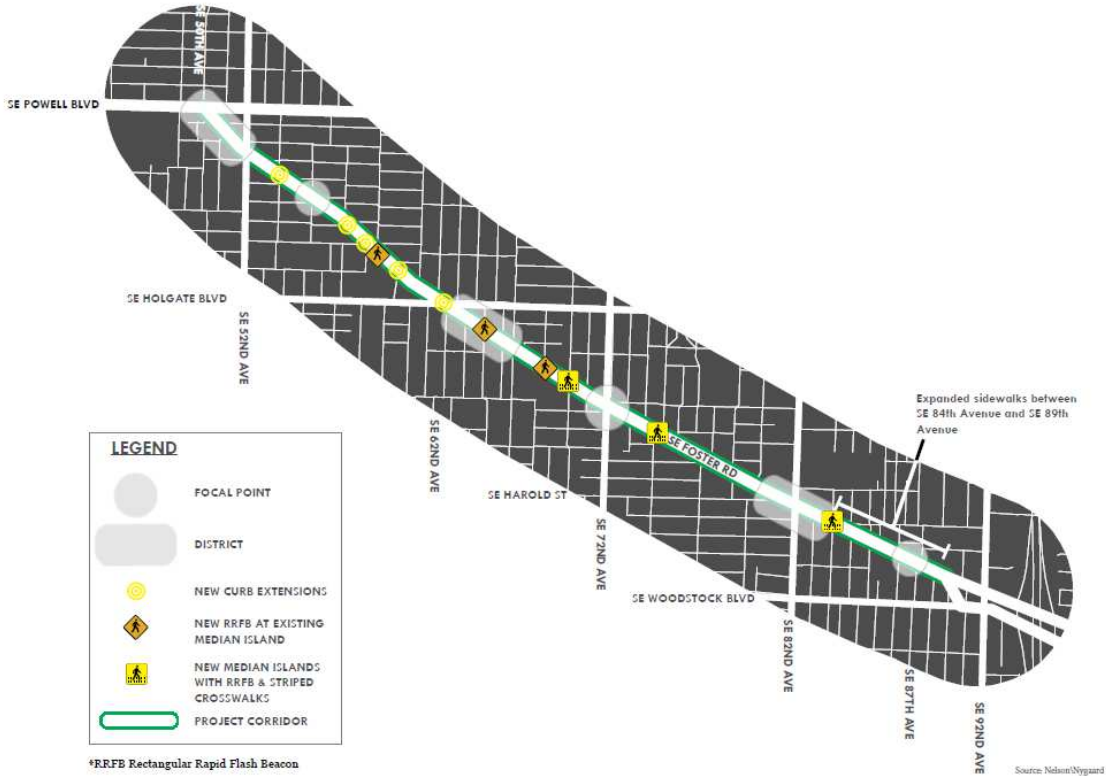 SE 50TH AVE
SE POWELL BLVD
SE HOLGATE BLVD
SE 52ND AVE
Expanded sidewalks between
SE 84th Avenue and SE 89th
Avenue
SE FOSTER RD
SE 62ND AVE
SE HAROLD ST
SE 72ND AVE
SE WOODSTOCK BLVD
SE 82ND AVE
SE 87TH AVE
SE 92ND AVE
LEGEND
FOCAL POINT
DISTRICT
NEW CURB EXTENSIONS
NEW RRFB AT EXISTING
MEDIAN ISLAND
NEW MEDIAN ISLANDS
WITH RRFB & STRIPED
CROSSWALKS
PROJECT CORRIDOR
*RRFB Rectangular Rapid Flash Beacon
Source: Nelson\Nygaard